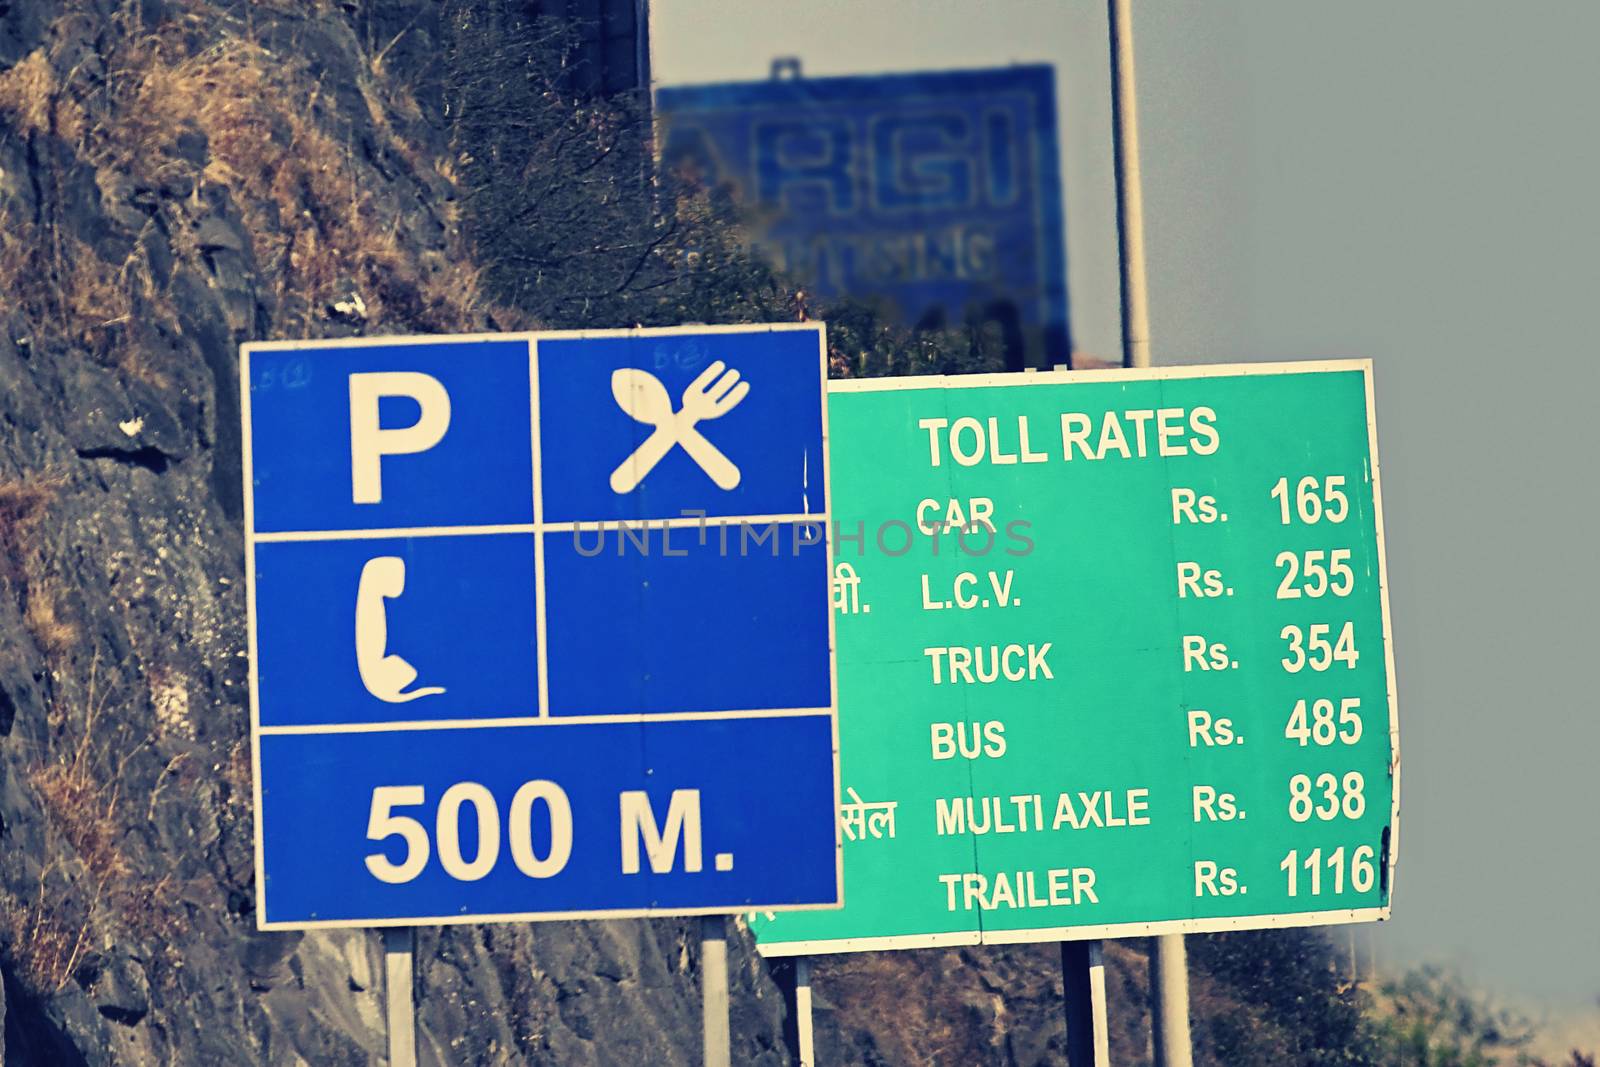 ARGI
P
500 M.
TOLL RATES
CAR Rs. 165
वी. L.C.V. Rs. 255
TRUCK Rs. 354
BUS Rs. 485
सेल MULTI AXLE Rs. 838
TRAILER Rs. 1116
UNLIMPHOTOS